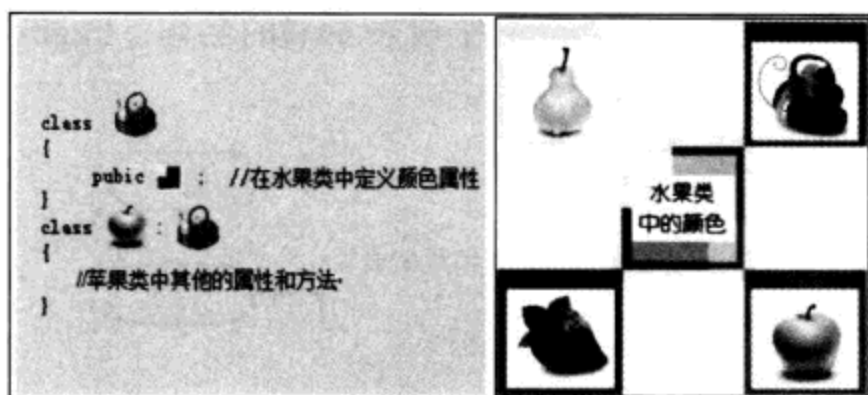 class
{
pubic : //在水果类中定义颜色属性
}
class :
{
//苹果类中其他的属性和方法
}
水果类
中的颜色